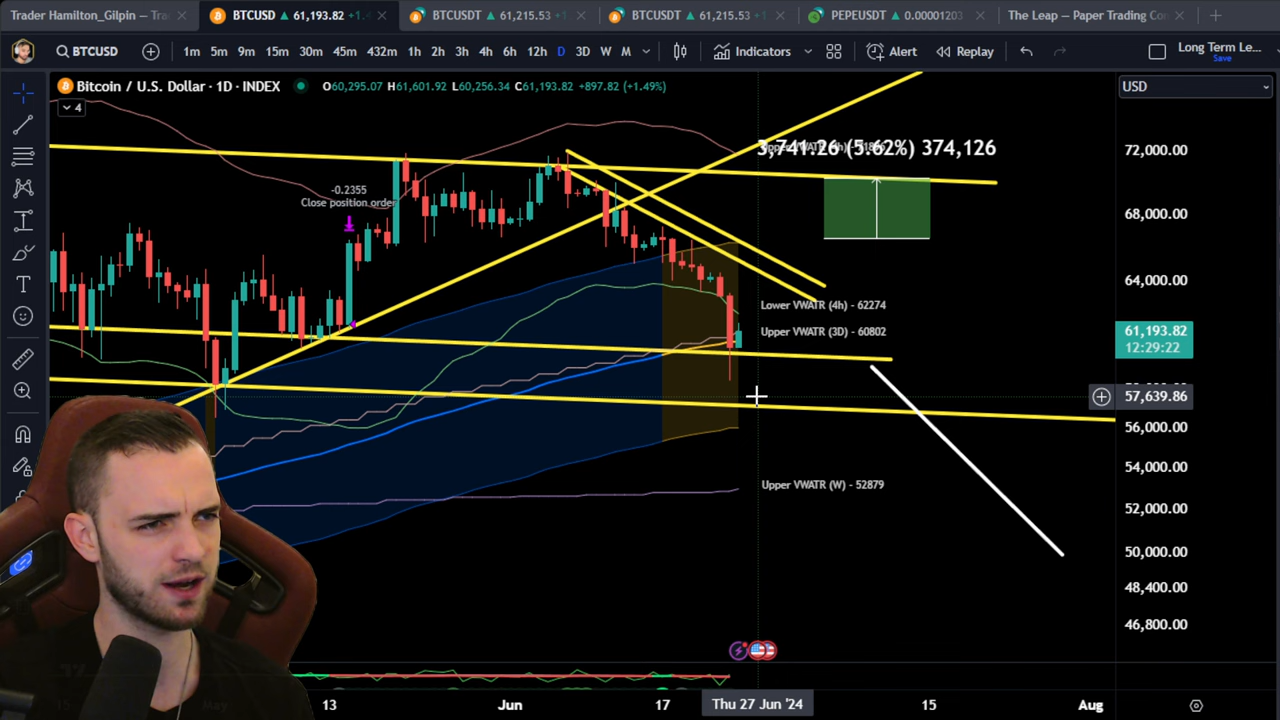 Trader Hamilton_Gilpin — Tra
BTCUSD ▲ 61,193.82 +1.
BTCUSDT ▲ 61,215.53 +1
BTCUSDT ▲ 61,215.53 +1
PEPEUSDT ▲ 0.00001203
The Leap — Paper Trading Co
BTCUSD
1m 5m 9m 15m 30m 45m 432m 1h 2h 3h 4h 6h 12h D 3D W M
Indicators
Alert
Replay
Long Term Le...
Save
Bitcoin / U.S. Dollar · 1D · INDEX O60,295.07 H61,601.92 L60,256.34 C61,193.82 +897.82 (+1.49%)
USD
4
3,741.26 (5.62%) 374,126
72,000.00
-0.2355
Close position order
68,000.00
64,000.00
Lower VWATR (4h) - 62274
Upper VWATR (3D) - 60802
61,193.82
12:29:22
57,639.86
56,000.00
54,000.00
Upper VWATR (W) - 52879
52,000.00
50,000.00
48,400.00
46,800.00
13
Jun
17
Thu 27 Jun '24
15
Aug